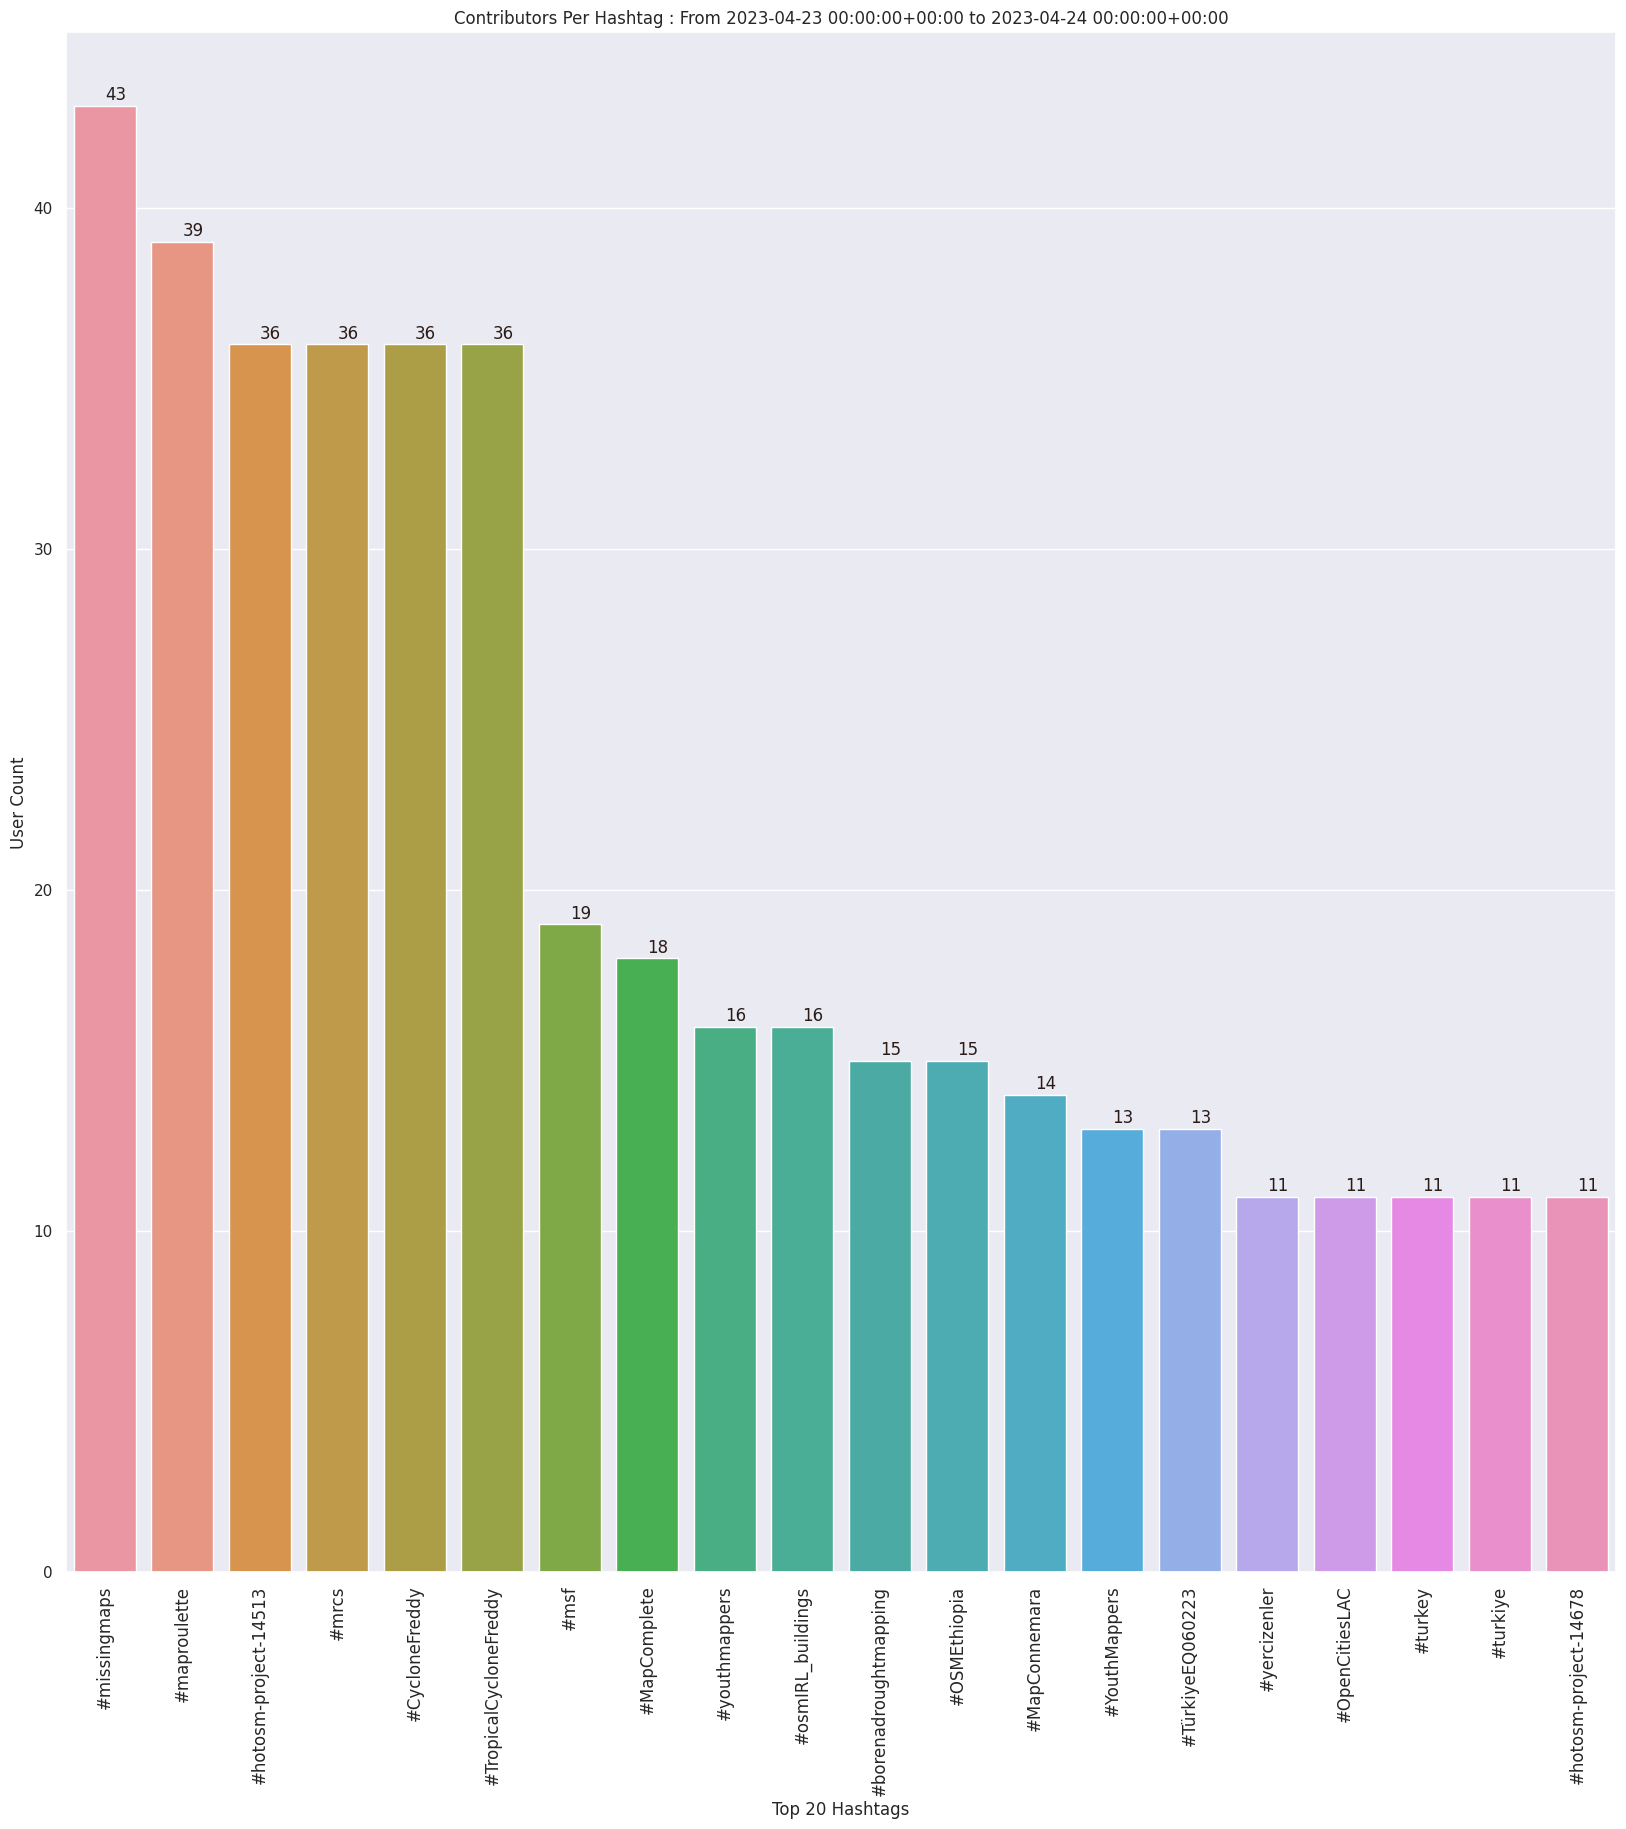 Contributors Per Hashtag : From 2023-04-23 00:00:00+00:00 to 2023-04-24 00:00:00+00:00
User Count
40
30
20
10
0
43
39
36
36
36
36
19
18
16
16
15
15
14
13
13
11
11
11
11
11
#missingmaps
#maproulette
#hotosm-project-14513
#mrcs
#CycloneFreddy
#TropicalCycloneFreddy
#msf
#MapComplete
#youthmappers
#osmIRL_buildings
#borenadroughtmapping
#OSMEthiopia
#MapConnemara
#YouthMappers
#TürkiyeEQ060223
#yercizenler
#OpenCitiesLAC
#turkey
#turkiye
#hotosm-project-14678
Top 20 Hashtags